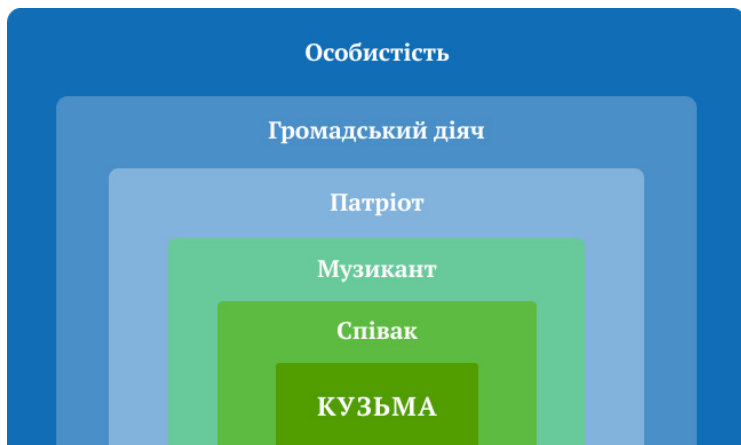 Особистість
Громадський діяч
Патріот
Музикант
Співак
КУЗЬМА